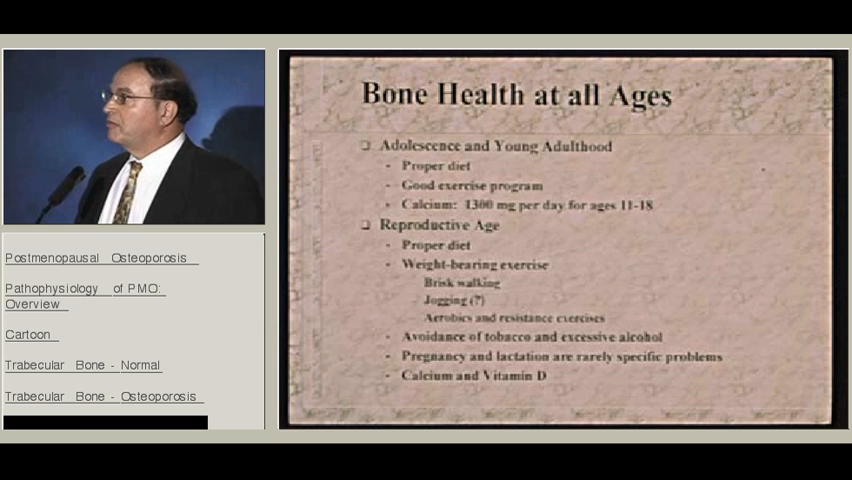 Postmenopausal Osteoporosis
Pathophysiology of PMO:
Overview
Cartoon
Trabecular Bone - Normal
Trabecular Bone - Osteoporosis
Bone Health at all Ages
Adolescence and Young Adulthood
- Proper diet
- Good exercise program
- Calcium: 1300 mg per day for ages 11-18
Reproductive Age
- Proper diet
- Weight-bearing exercise
Brisk walking
Jogging (?)
Aerobics and resistance exercises
- Avoidance of tobacco and excessive alcohol
- Pregnancy and lactation are rarely specific problems
- Calcium and Vitamin D